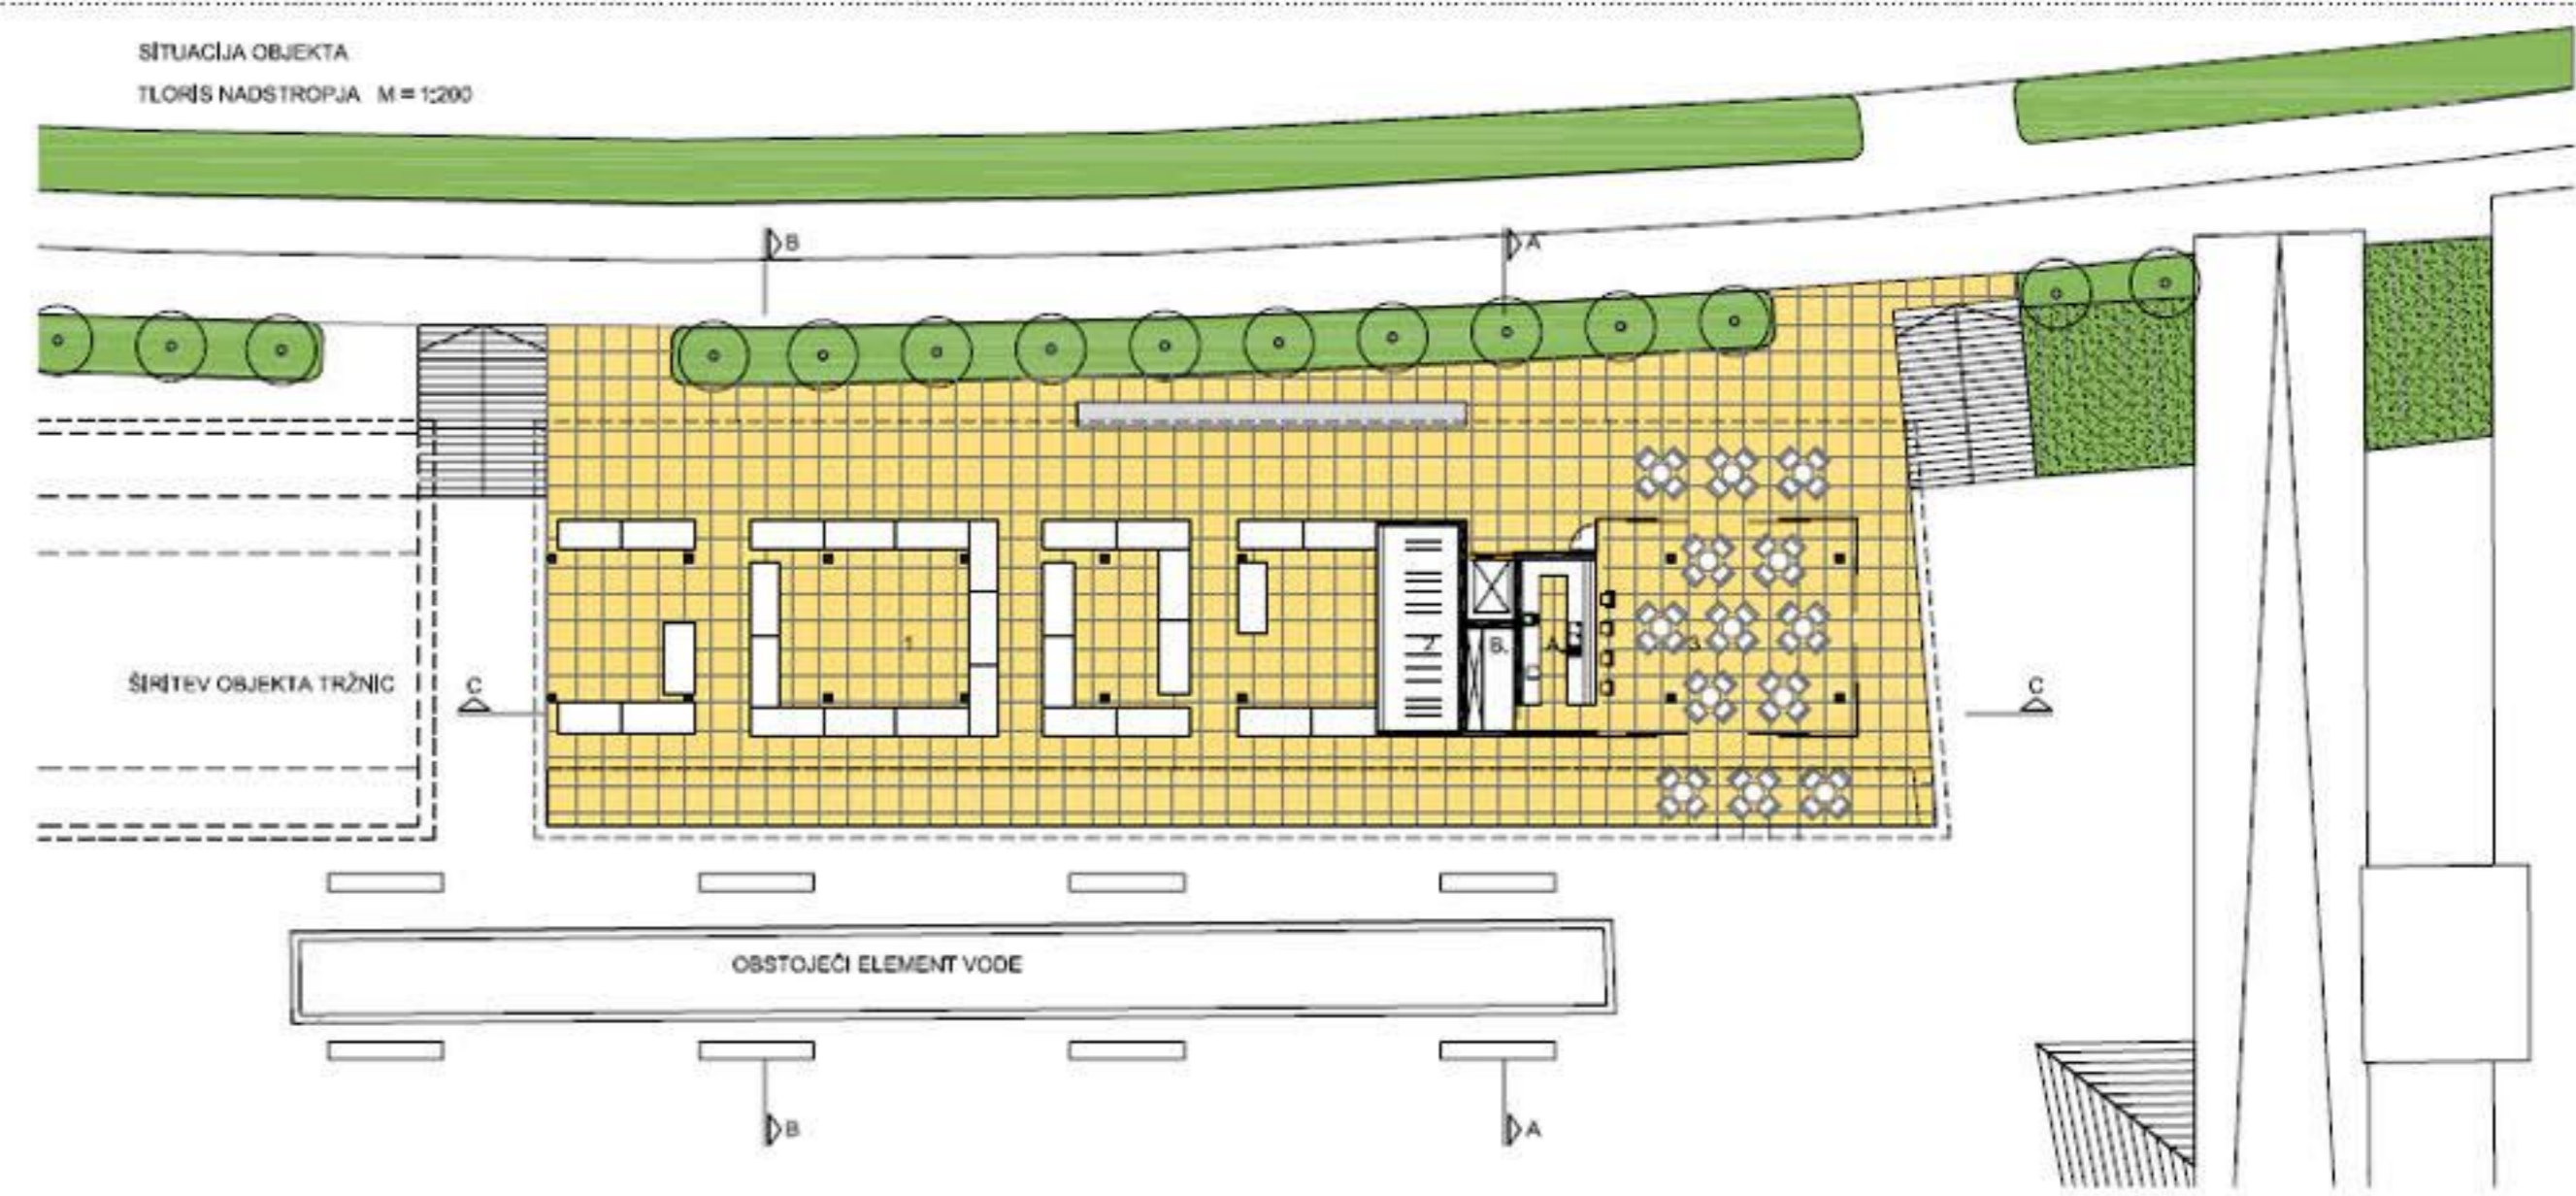 SITUACIJA OBJEKTA
TLORIS NADSTROPJA M = 1:200
B
A
1
2
B.
A.
3.
ŠIRITEV OBJEKTA TRŽNIC
C
C
OBSTOJEČI ELEMENT VODE
B
A